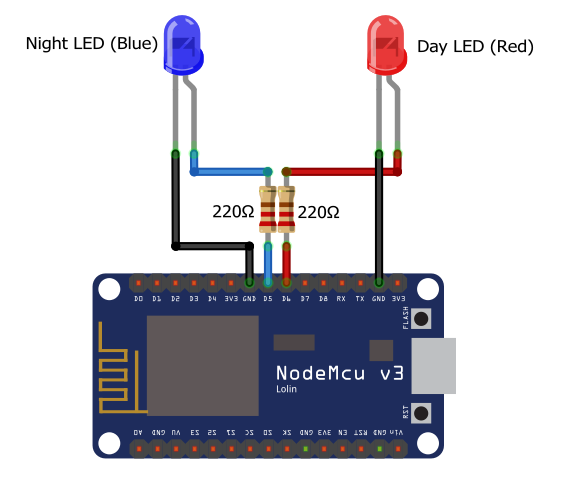 Night LED (Blue)
Day LED (Red)
220Ω
220Ω
D0 D1 D2 D3 D4 3V3 GND D5 D6 D7 D8 RX TX GND 3V3
FLASH
NodeMcu v3
Lolin
RST
A0 GND VU S3 S2 S1 SC S0 SK GND 3V3 EN RST GND Vin